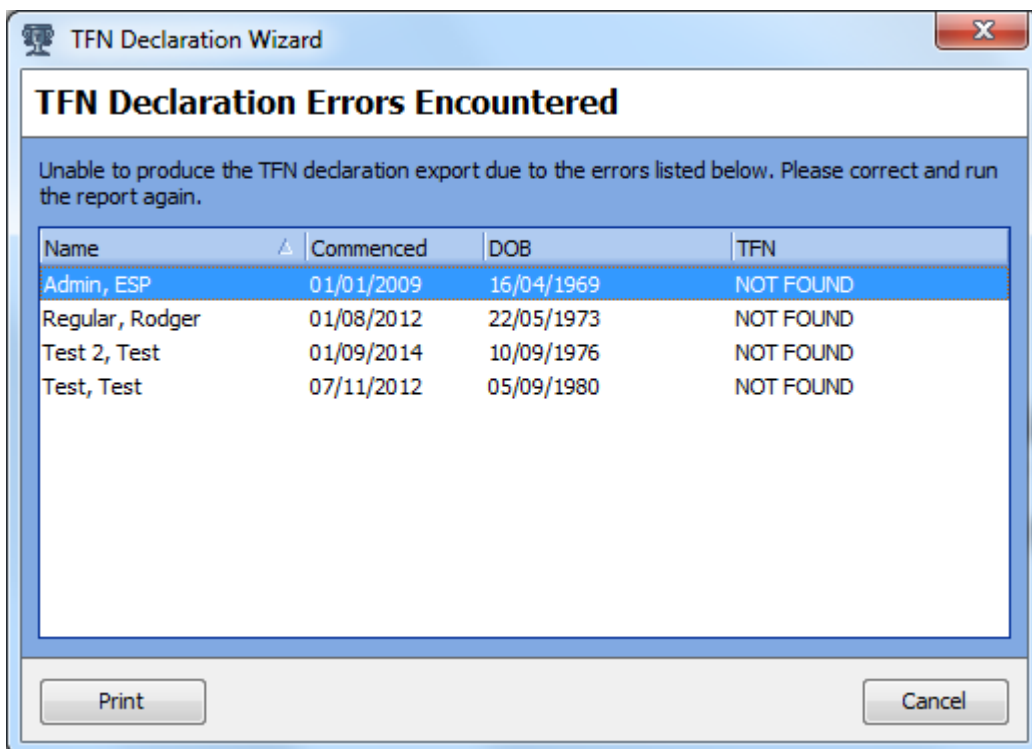 TFN Declaration Wizard
TFN Declaration Errors Encountered
Unable to produce the TFN declaration export due to the errors listed below. Please correct and run
the report again.
Name Commenced DOB TFN
Admin, ESP 01/01/2009 16/04/1969 NOT FOUND
Regular, Rodger 01/08/2012 22/05/1973 NOT FOUND
Test 2, Test 01/09/2014 10/09/1976 NOT FOUND
Test, Test 07/11/2012 05/09/1980 NOT FOUND
Print Cancel